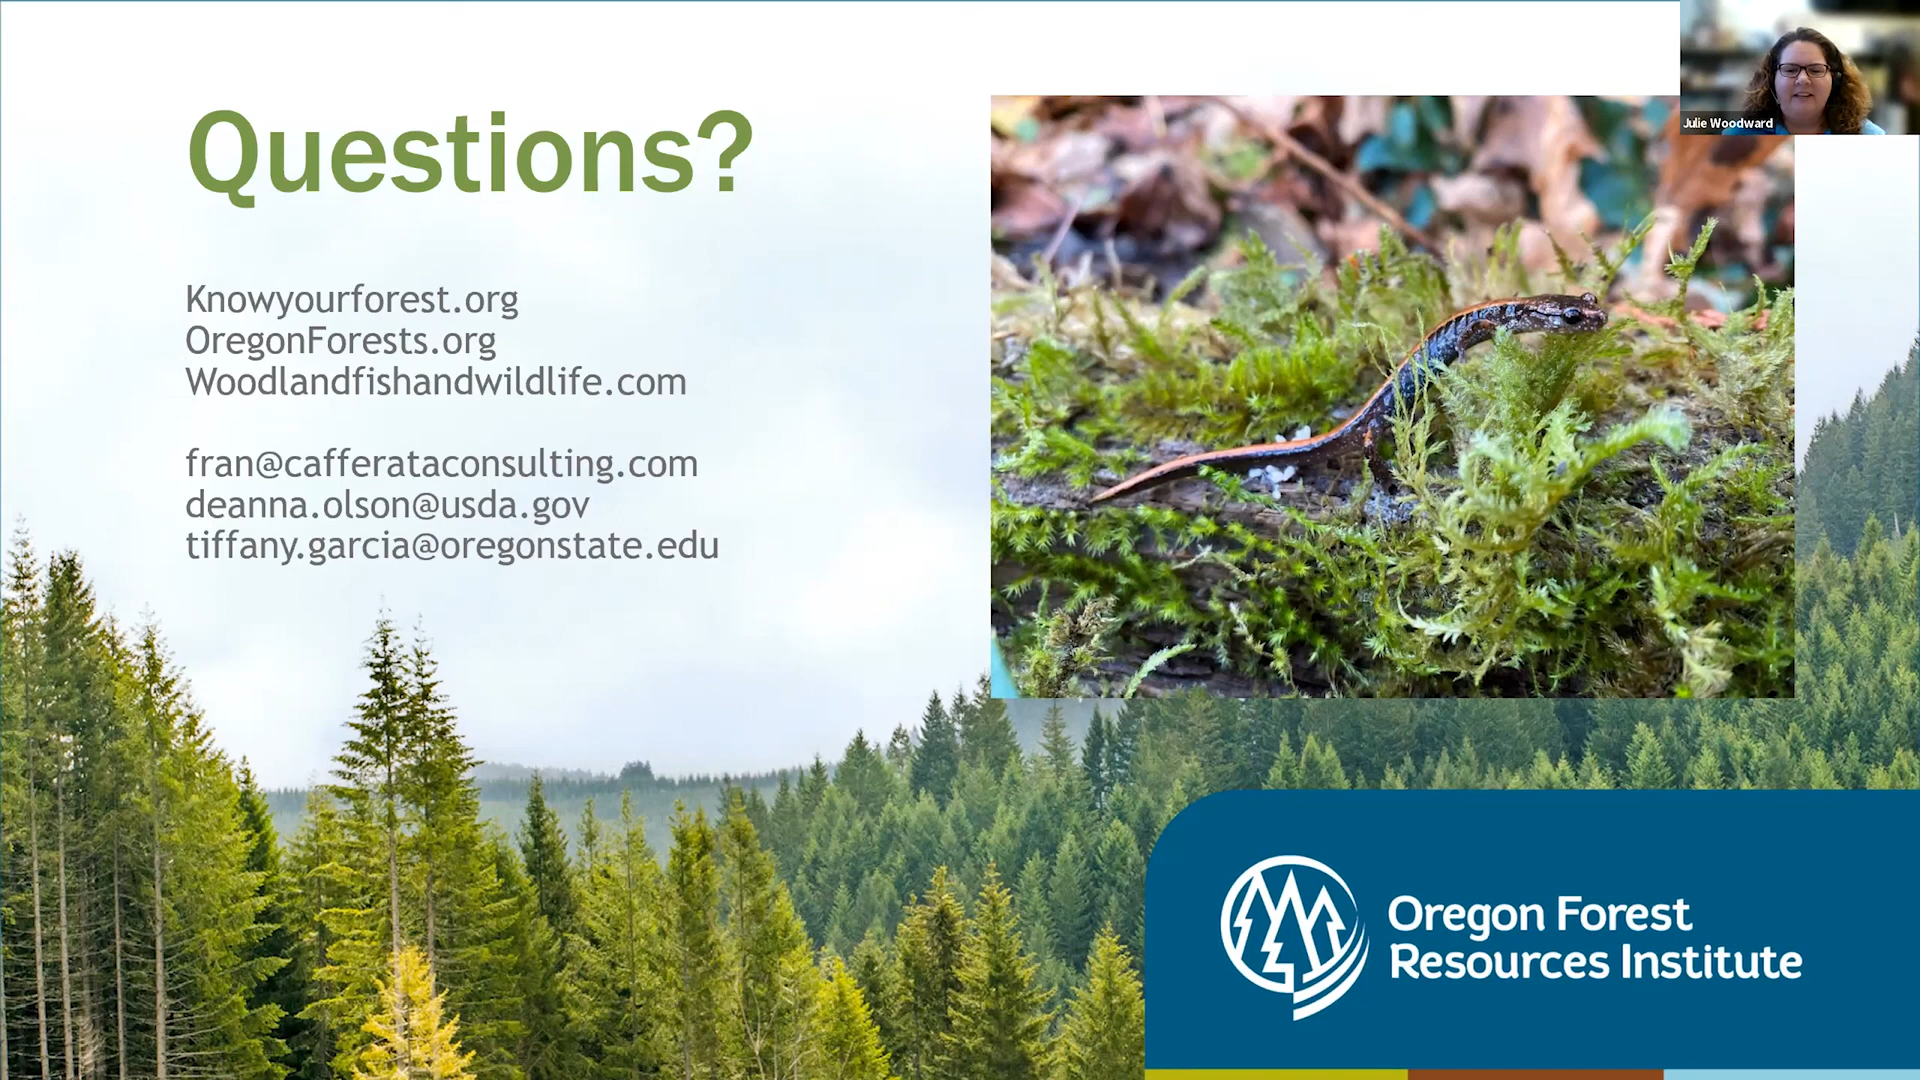 Julie Woodward
Questions?
Knowyourforest.org
OregonForests.org
Woodlandfishandwildlife.com
fran@cafferataconsulting.com
deanna.olson@usda.gov
tiffany.garcia@oregonstate.edu
Oregon Forest
Resources Institute